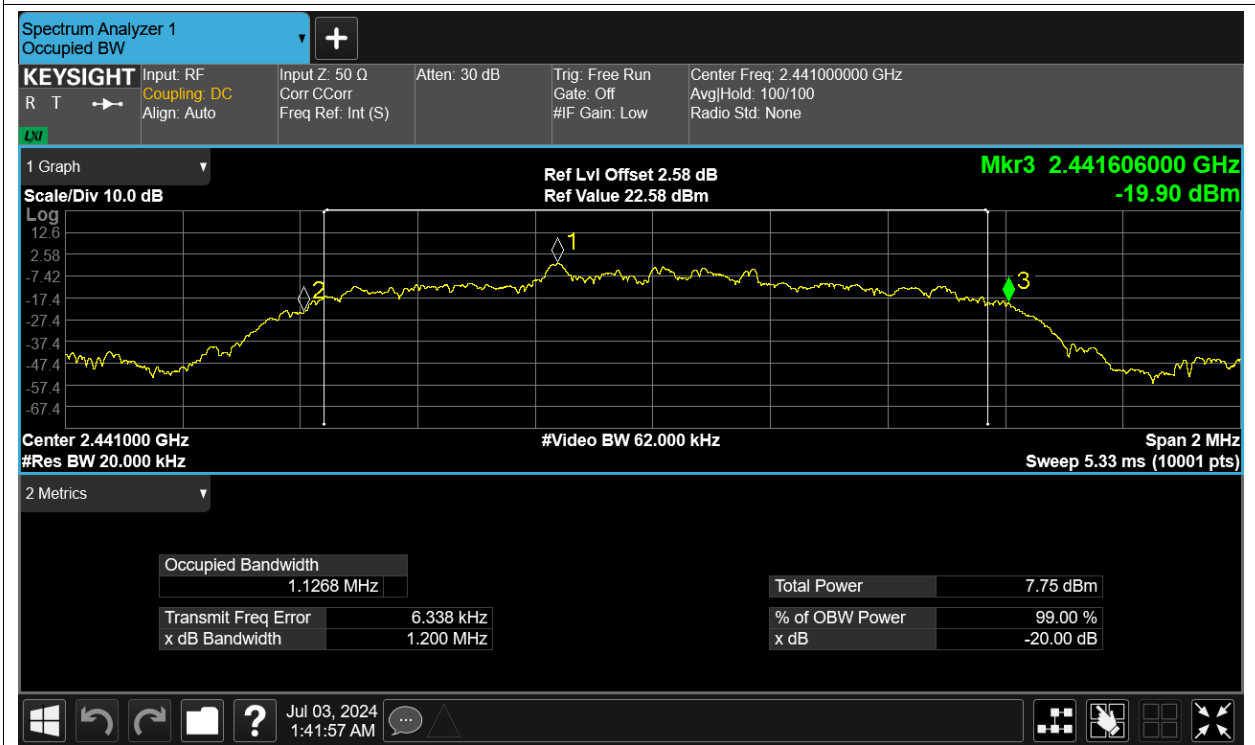 Spectrum Analyzer 1
Occupied BW
+
KEYSIGHT
R T
LXI
Input: RF
Coupling: DC
Align: Auto
Input Z: 50 Ω
Corr CCorr
Freq Ref: Int (S)
Atten: 30 dB
Trig: Free Run
Gate: Off
#IF Gain: Low
Center Freq: 2.441000000 GHz
Avg|Hold: 100/100
Radio Std: None
1 Graph
Scale/Div 10.0 dB
Ref Lvl Offset 2.58 dB
Ref Value 22.58 dBm
Mkr3 2.441606000 GHz
-19.90 dBm
Log
12.6
2.58
-7.42
-17.4
-27.4
-37.4
-47.4
-57.4
-67.4
1
2
3
Center 2.441000 GHz
#Res BW 20.000 kHz
#Video BW 62.000 kHz
Span 2 MHz
Sweep 5.33 ms (10001 pts)
2 Metrics
Occupied Bandwidth
1.1268 MHz
Transmit Freq Error 6.338 kHz
x dB Bandwidth 1.200 MHz
Total Power 7.75 dBm
% of OBW Power 99.00 %
x dB -20.00 dB
?
Jul 03, 2024
1:41:57 AM